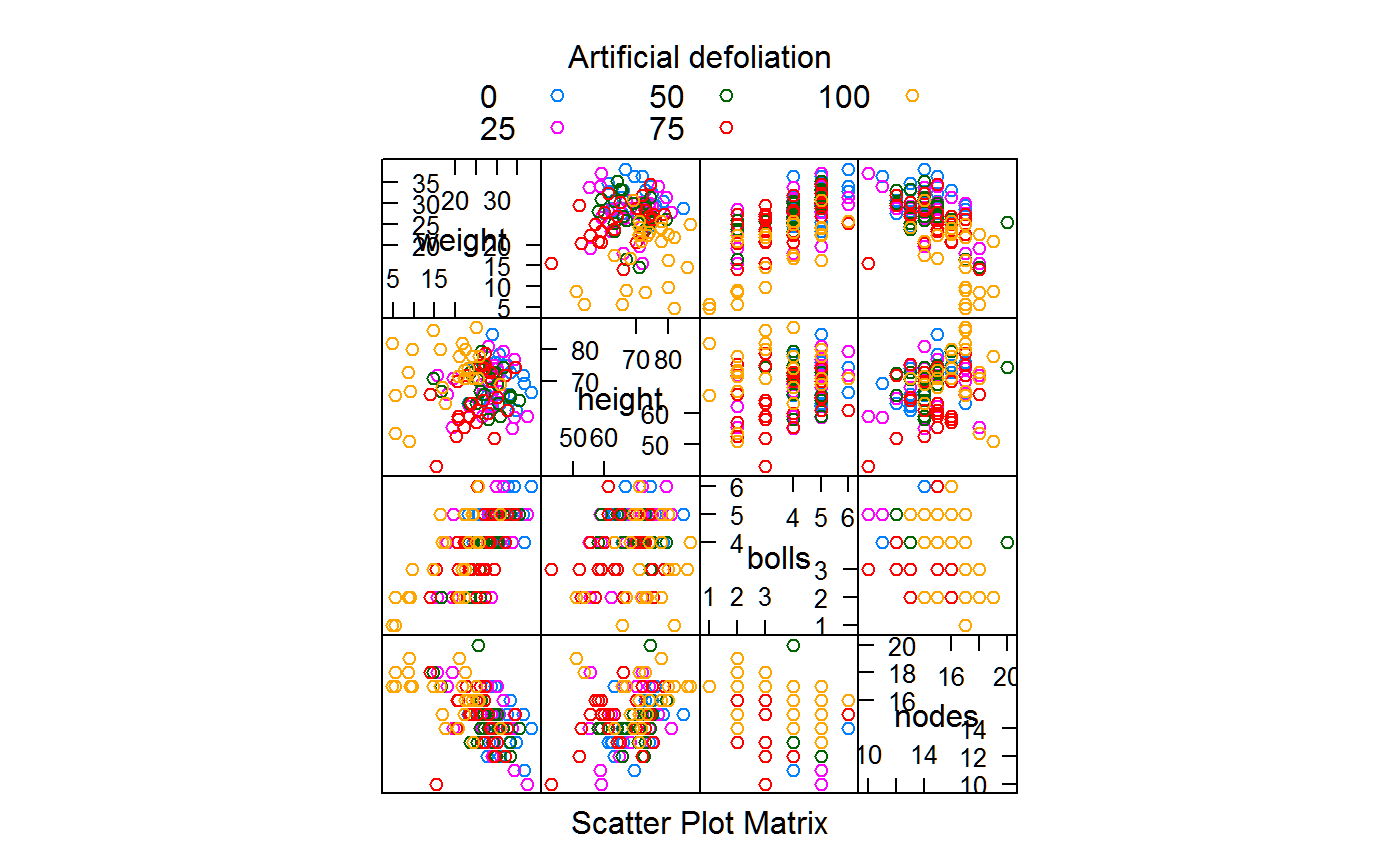 Artificial defoliation
0 50 100
25 75
35
30 20 30
25
20 weight 20
15
5 15 10
5
80 70 80
70
height 60
50 60 50
6
5 4 5 6
4
bolls 3
1 2 3 2
1
20
18 16 20
16
nodes 14
10 14 12
10
Scatter Plot Matrix